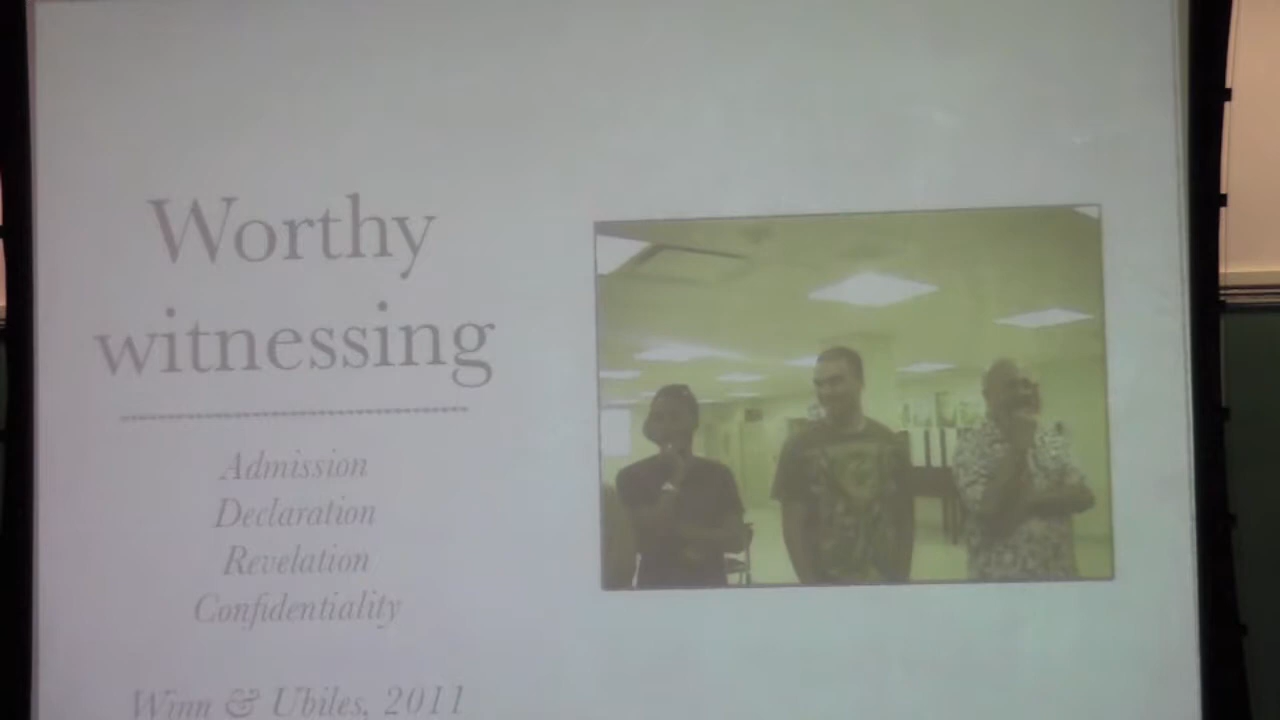 Worthy
witnessing
Admission
Declaration
Revelation
Confidentiality
Winn & Ubiles, 2011